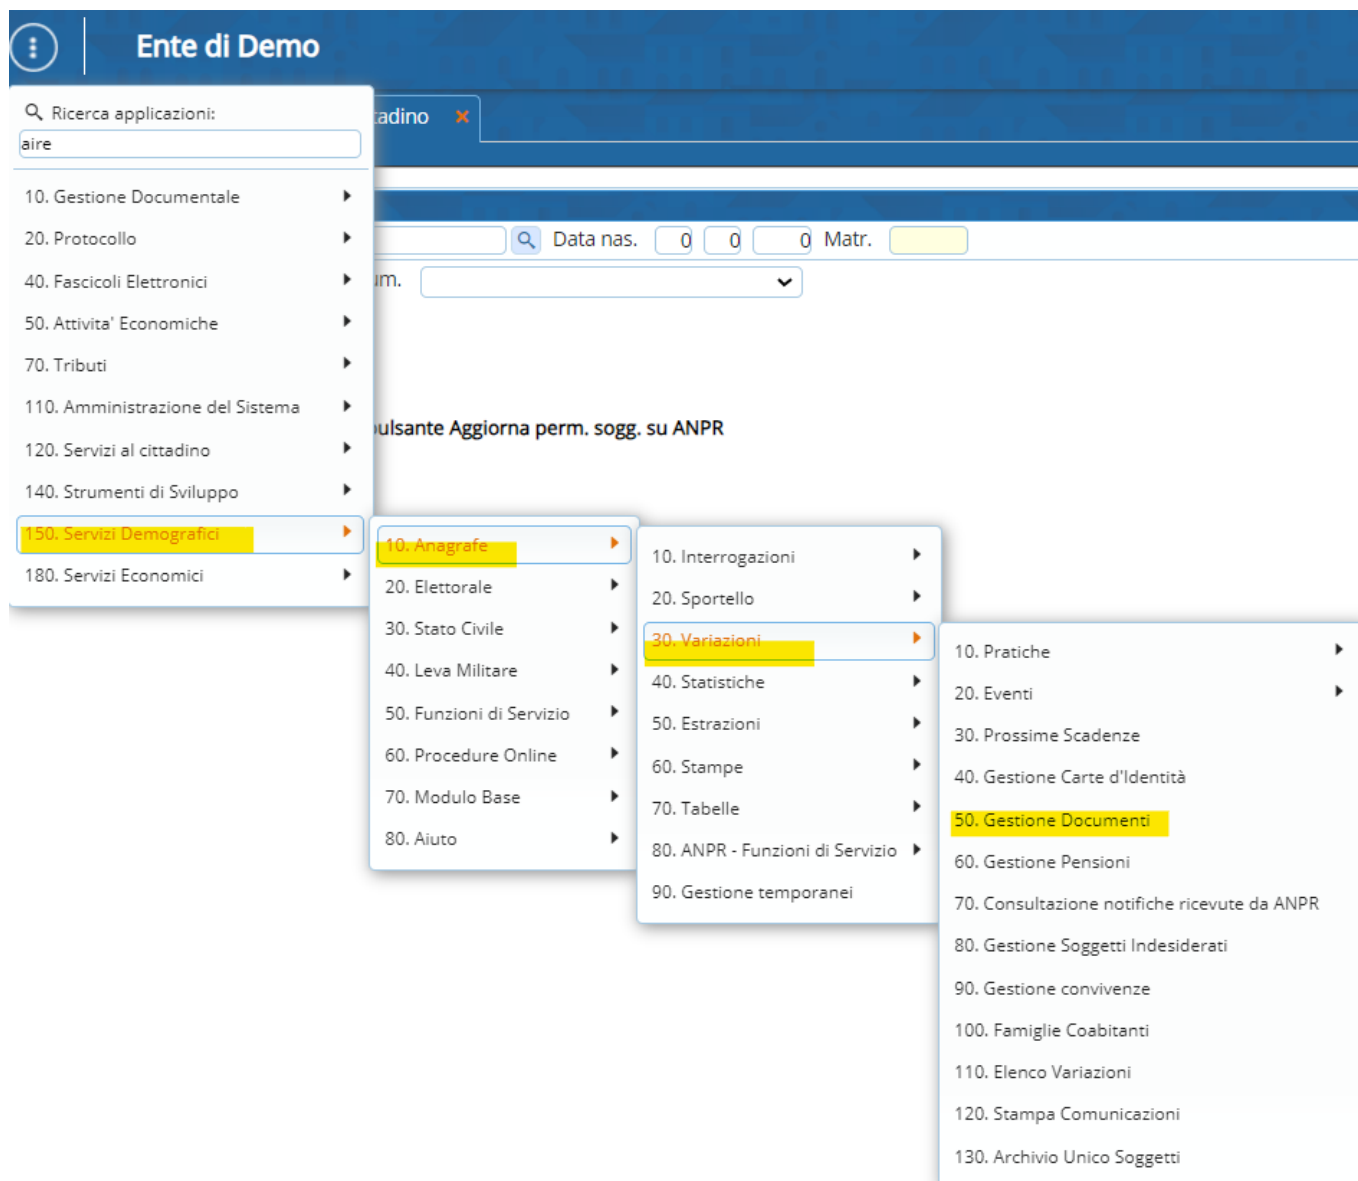 Ente di Demo
Ricerca applicazioni:
aire
tadino
10. Gestione Documentale
20. Protocollo
40. Fascicoli Elettronici
50. Attivita' Economiche
70. Tributi
110. Amministrazione del Sistema
120. Servizi al cittadino
140. Strumenti di Sviluppo
150. Servizi Demografici
180. Servizi Economici
Data nas. 0 0 0 Matr.
um.
ulsante Aggiorna perm. sogg. su ANPR
10. Anagrafe
20. Elettorale
30. Stato Civile
40. Leva Militare
50. Funzioni di Servizio
60. Procedure Online
70. Modulo Base
80. Aiuto
10. Interrogazioni
20. Sportello
30. Variazioni
40. Statistiche
50. Estrazioni
60. Stampe
70. Tabelle
80. ANPR - Funzioni di Servizio
90. Gestione temporanei
10. Pratiche
20. Eventi
30. Prossime Scadenze
40. Gestione Carte d'Identità
50. Gestione Documenti
60. Gestione Pensioni
70. Consultazione notifiche ricevute da ANPR
80. Gestione Soggetti Indesiderati
90. Gestione convivenze
100. Famiglie Coabitanti
110. Elenco Variazioni
120. Stampa Comunicazioni
130. Archivio Unico Soggetti